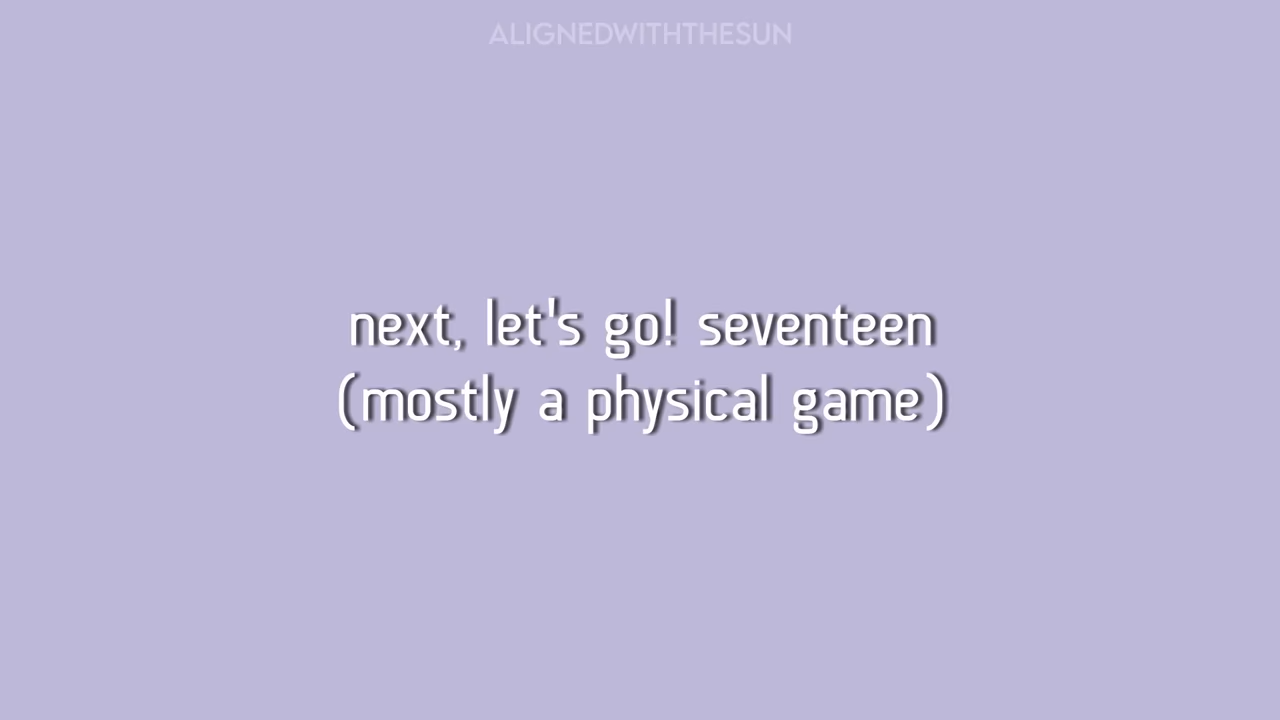 ALIGNEDWITHTHESUN
next, let's go! seventeen
(mostly a physical game)